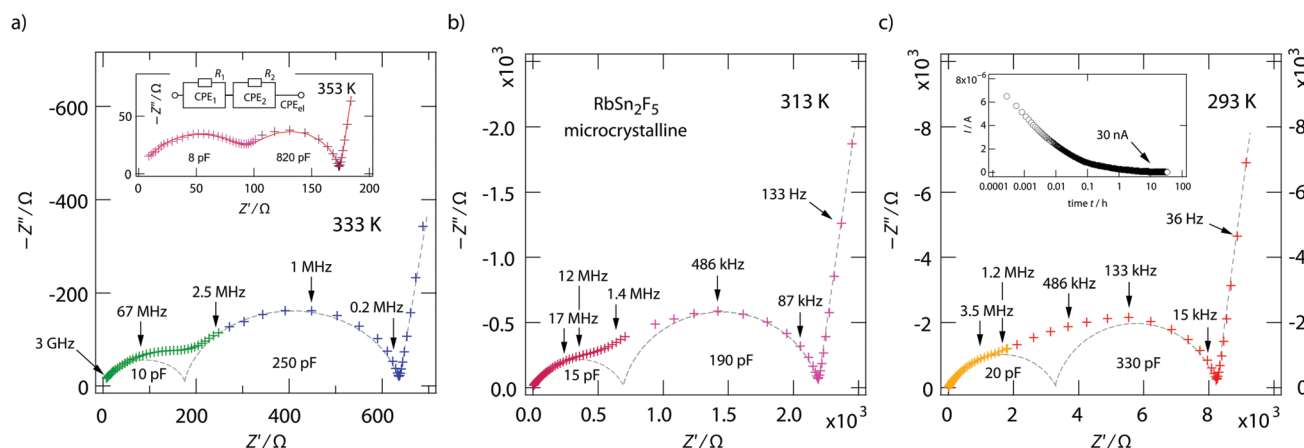 a)
-600
-400
-200
0
−Z''/Ω
0
200
400
600
Z'/Ω
333 K
3 GHz
67 MHz
2.5 MHz
1 MHz
0.2 MHz
10 pF
250 pF
353 K
R1
R2
CPE1
CPE2
CPEel
−Z''/Ω
50
0
8 pF
820 pF
0
50
100
150
200
Z'/Ω
b)
x10³
-2.0
-1.5
-1.0
-0.5
0.0
−Z''/Ω
313 K
RbSn2F5
microcrystalline
133 Hz
12 MHz
17 MHz
1.4 MHz
486 kHz
87 kHz
15 pF
190 pF
0.0
0.5
1.0
1.5
2.0
x10³
Z'/Ω
c)
x10³
-8
-6
-4
-2
0
−Z''/Ω
293 K
8x10⁻⁶
6
4
2
0
I / A
30 nA
0.0001
0.001
0.01
0.1
1
10
100
time t / h
36 Hz
1.2 MHz
3.5 MHz
486 kHz
133 kHz
15 kHz
20 pF
330 pF
0
2
4
6
8
x10³
Z'/Ω
x10³
-8
-6
-4
-2
0